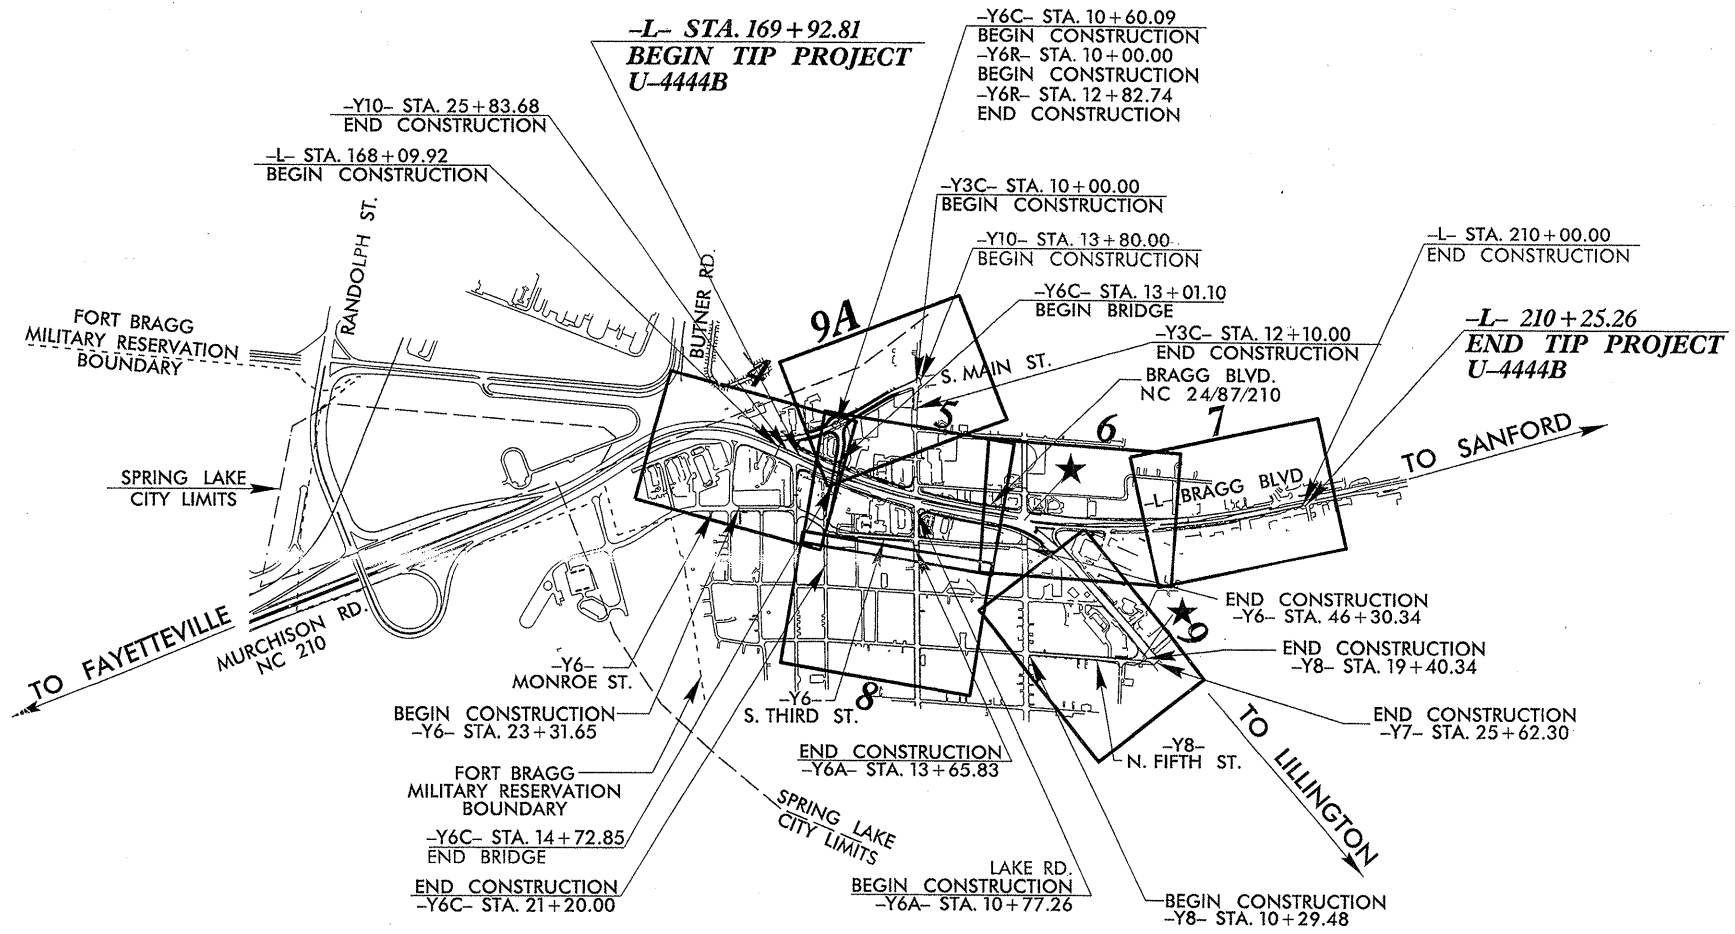 -L- STA. 169+92.81
BEGIN TIP PROJECT
U-4444B
-Y6C- STA. 10+60.09
BEGIN CONSTRUCTION
-Y6R- STA. 10+00.00
BEGIN CONSTRUCTION
-Y6R- STA. 12+82.74
END CONSTRUCTION
-Y10- STA. 25+83.68
END CONSTRUCTION
-L- STA. 168+09.92
BEGIN CONSTRUCTION
-Y3C- STA. 10+00.00
BEGIN CONSTRUCTION
-Y10- STA. 13+80.00
BEGIN CONSTRUCTION
-Y6C- STA. 13+01.10
BEGIN BRIDGE
-Y3C- STA. 12+10.00
END CONSTRUCTION
BRAGG BLVD.
NC 24/87/210
-L- STA. 210+00.00
END CONSTRUCTION
-L- 210+25.26
END TIP PROJECT
U-4444B
RANDOLPH ST.
BUTNER RD.
FORT BRAGG
MILITARY RESERVATION
BOUNDARY
SPRING LAKE
CITY LIMITS
4
9A
S. MAIN ST.
5
6
7
-L- BRAGG BLVD
TO SANFORD
TO FAYETTEVILLE
MURCHISON RD.
NC 210
-Y6-
MONROE ST.
BEGIN CONSTRUCTION
-Y6- STA. 23+31.65
FORT BRAGG
MILITARY RESERVATION
BOUNDARY
-Y6C- STA. 14+72.85
END BRIDGE
END CONSTRUCTION
-Y6C- STA. 21+20.00
-Y6-
S. THIRD ST.
8
END CONSTRUCTION
-Y6A- STA. 13+65.83
SPRING LAKE
CITY LIMITS
LAKE RD.
BEGIN CONSTRUCTION
-Y6A- STA. 10+77.26
9
END CONSTRUCTION
-Y6- STA. 46+30.34
END CONSTRUCTION
-Y8- STA. 19+40.34
END CONSTRUCTION
-Y7- STA. 25+62.30
-Y8-
N. FIFTH ST.
TO LILLINGTON
BEGIN CONSTRUCTION
-Y8- STA. 10+29.48